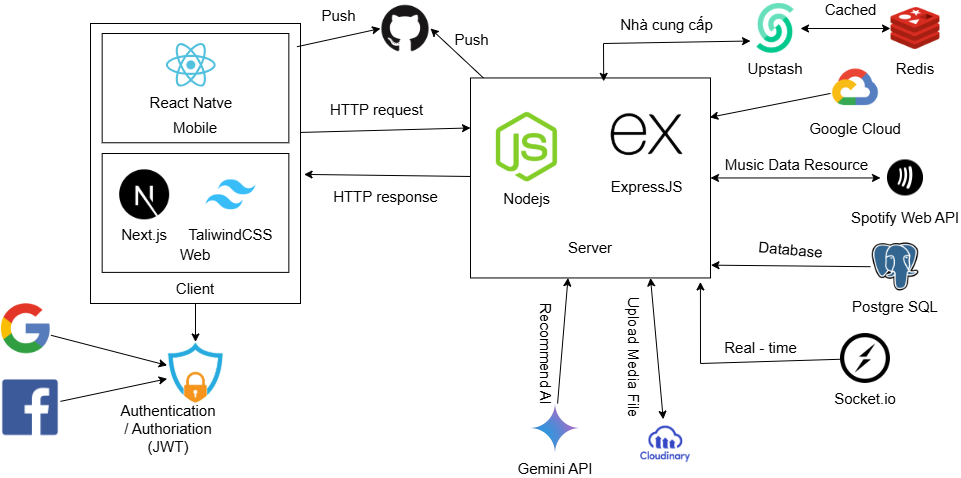 Push
Push
Nhà cung cấp
Cached
Upstash
Redis
React Natve
Mobile
HTTP request
JS
Nodejs
ex
ExpressJS
Google Cloud
Music Data Resource
HTTP response
Spotify Web API
N
Next.js
TaliwindCSS
Web
Server
Client
Database
Postgre SQL
Recommend AI
Upload Media File
Real - time
Socket.io
G
f
Authentication
/ Authoriation
(JWT)
Gemini API
Cloudinary